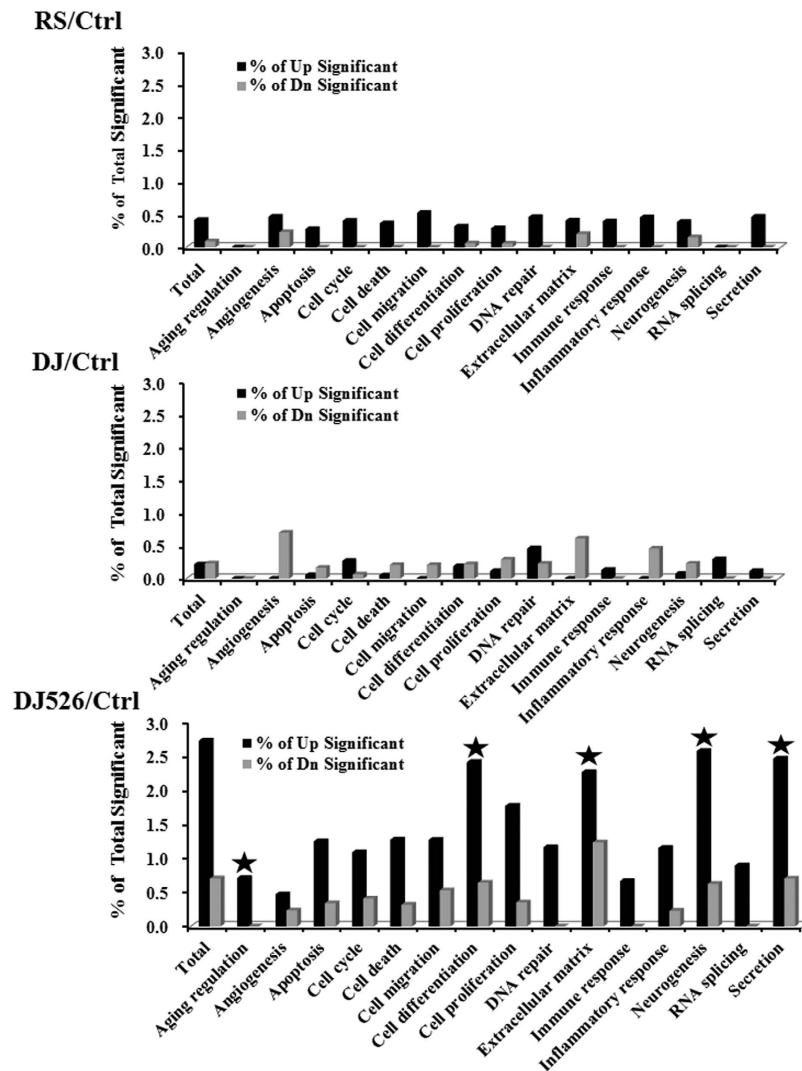 RS/Ctrl
% of Total Significant
3.0
2.5
2.0
1.5
1.0
0.5
0.0
% of Up Significant
% of Dn Significant
Total
Aging regulation
Angiogenesis
Apoptosis
Cell cycle
Cell death
Cell migration
Cell differentiation
Cell proliferation
DNA repair
Extracellular matrix
Immune response
Inflammatory response
Neurogenesis
RNA splicing
Secretion
DJ/Ctrl
% of Total Significant
3.0
2.5
2.0
1.5
1.0
0.5
0.0
% of Up Significant
% of Dn Significant
Total
Aging regulation
Angiogenesis
Apoptosis
Cell cycle
Cell death
Cell migration
Cell differentiation
Cell proliferation
DNA repair
Extracellular matrix
Immune response
Inflammatory response
Neurogenesis
RNA splicing
Secretion
DJ526/Ctrl
% of Total Significant
3.0
2.5
2.0
1.5
1.0
0.5
0.0
% of Up Significant
% of Dn Significant
Total
Aging regulation
Angiogenesis
Apoptosis
Cell cycle
Cell death
Cell migration
Cell differentiation
Cell proliferation
DNA repair
Extracellular matrix
Immune response
Inflammatory response
Neurogenesis
RNA splicing
Secretion